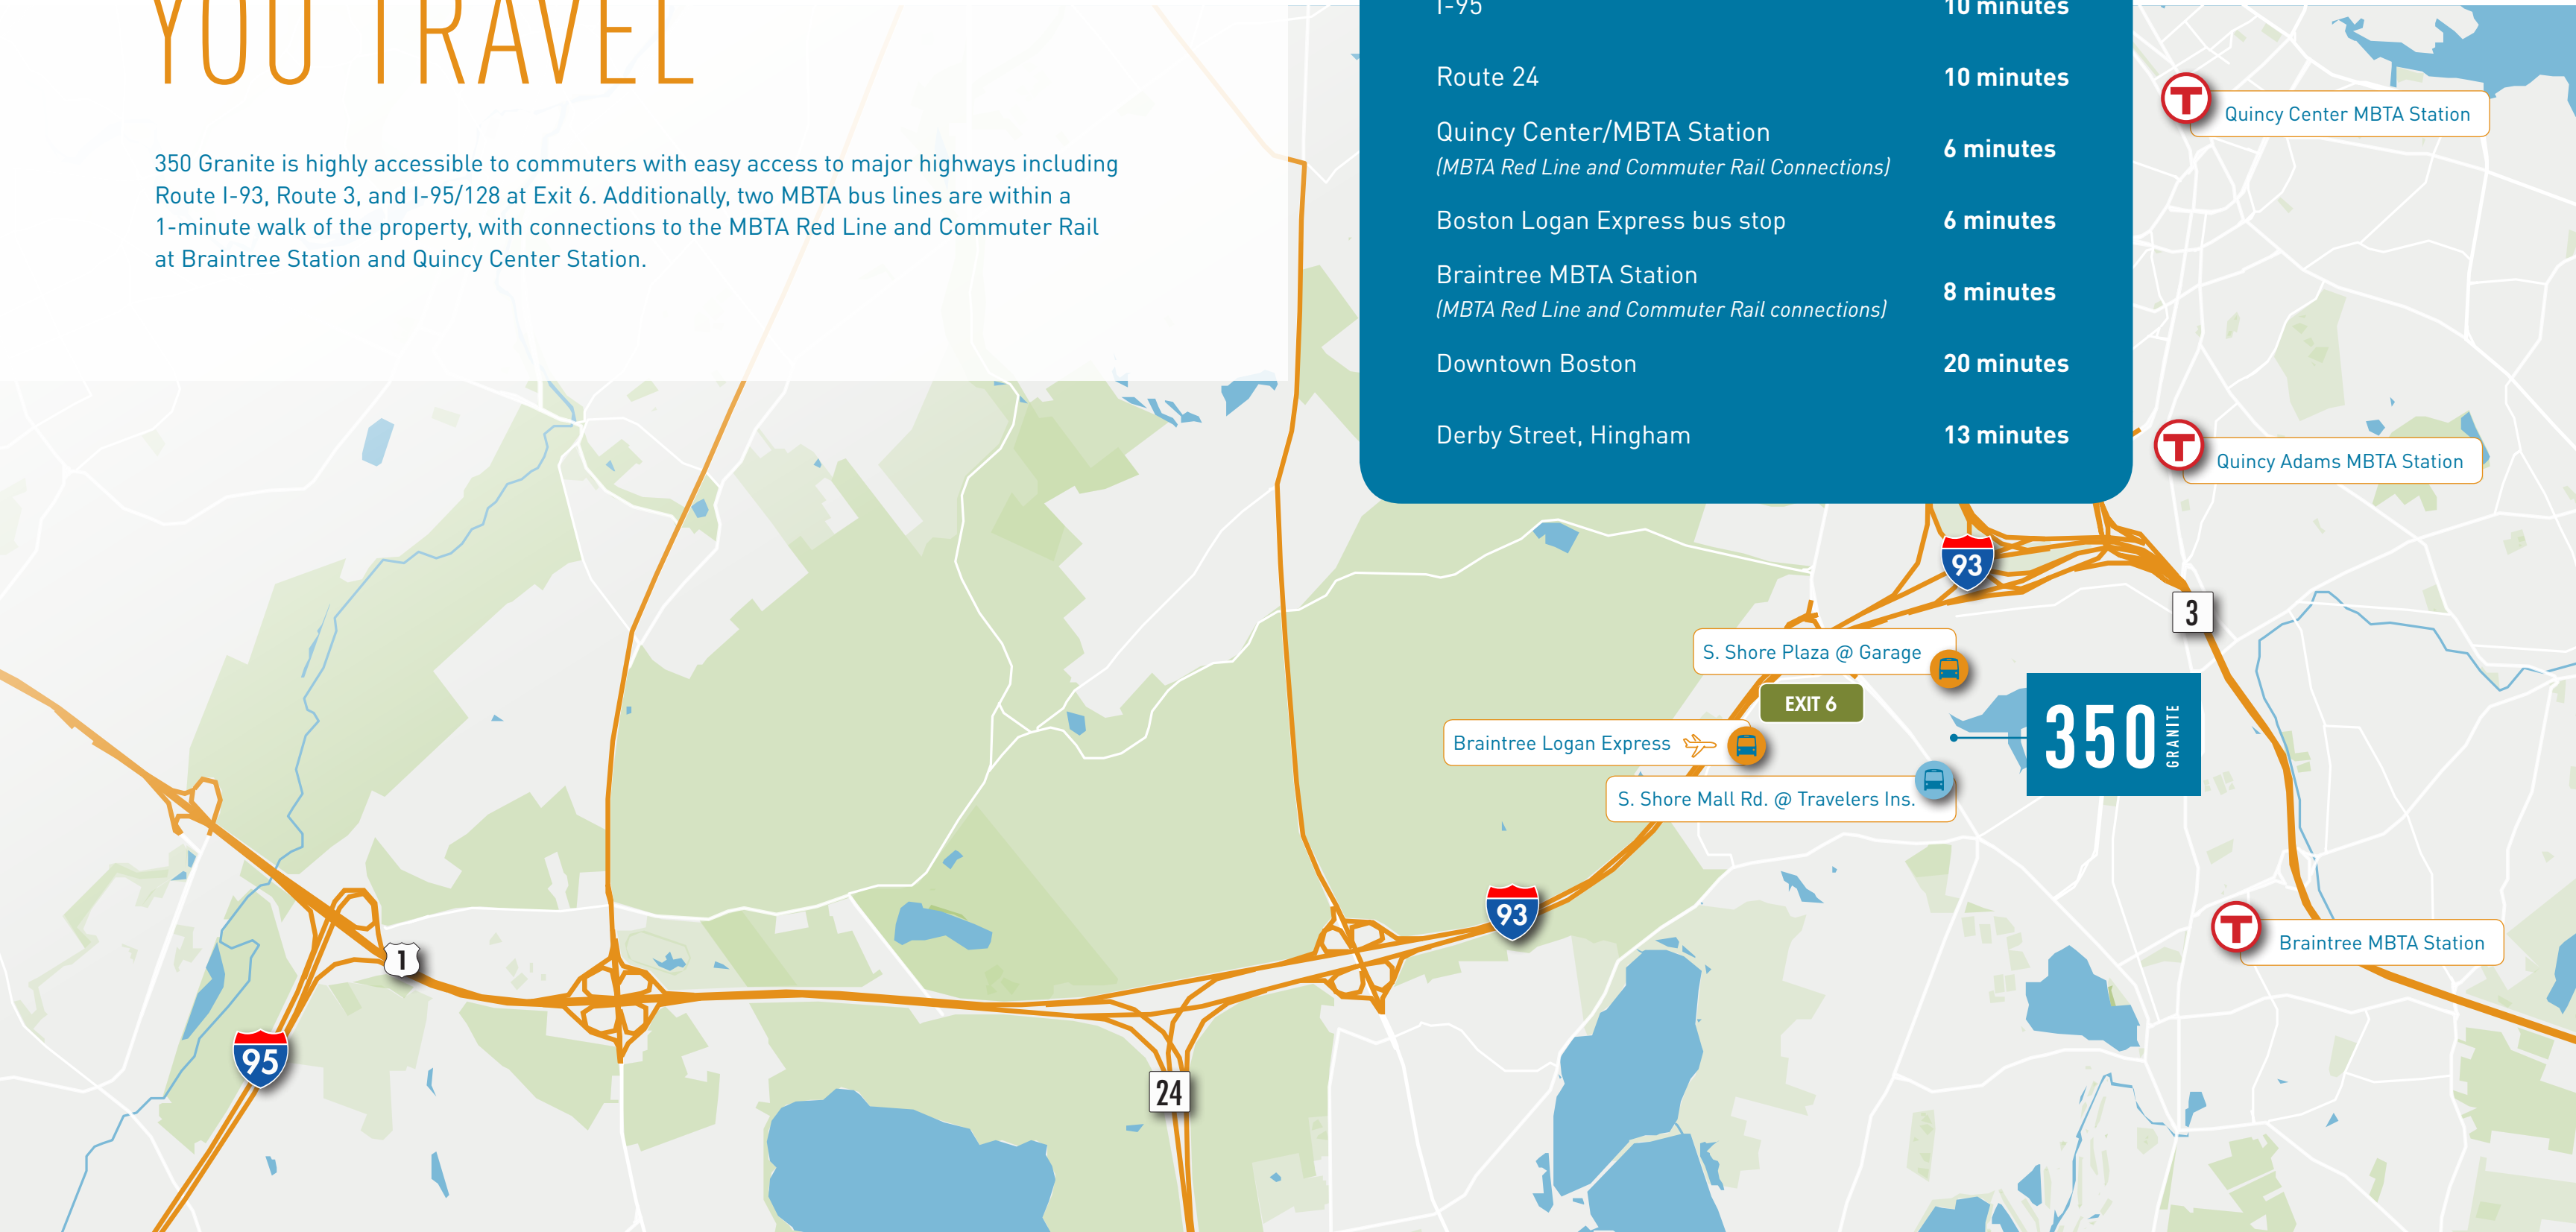 YOU TRAVEL
350 Granite is highly accessible to commuters with easy access to major highways including
Route I-93, Route 3, and I-95/128 at Exit 6. Additionally, two MBTA bus lines are within a
1-minute walk of the property, with connections to the MBTA Red Line and Commuter Rail
at Braintree Station and Quincy Center Station.
I-95 10 minutes
Route 24 10 minutes
Quincy Center/MBTA Station
(MBTA Red Line and Commuter Rail Connections)
6 minutes
Boston Logan Express bus stop 6 minutes
Braintree MBTA Station
(MBTA Red Line and Commuter Rail connections)
8 minutes
Downtown Boston 20 minutes
Derby Street, Hingham 13 minutes
T Quincy Center MBTA Station
T Quincy Adams MBTA Station
93
3
S. Shore Plaza @ Garage
EXIT 6
350 GRANITE
Braintree Logan Express
S. Shore Mall Rd. @ Travelers Ins.
93
T Braintree MBTA Station
1
95
24